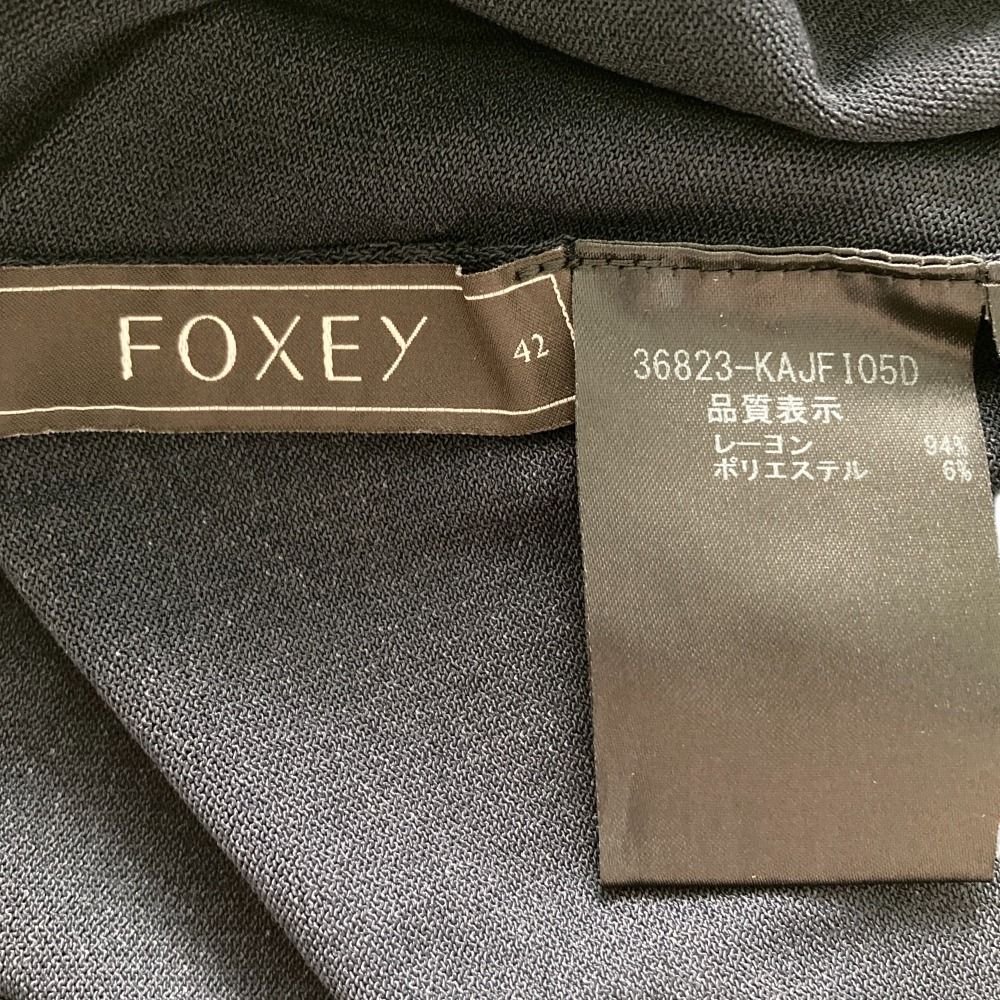 FOXEY
42
36823-KAJFI05D
品質表示
レーヨン 94%
ポリエステル 6%